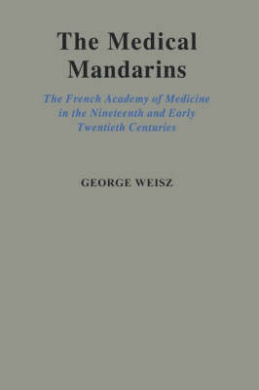 The Medical
Mandarins
The French Academy of Medicine
in the Nineteenth and Early
Twentieth Centuries
GEORGE WEISZ